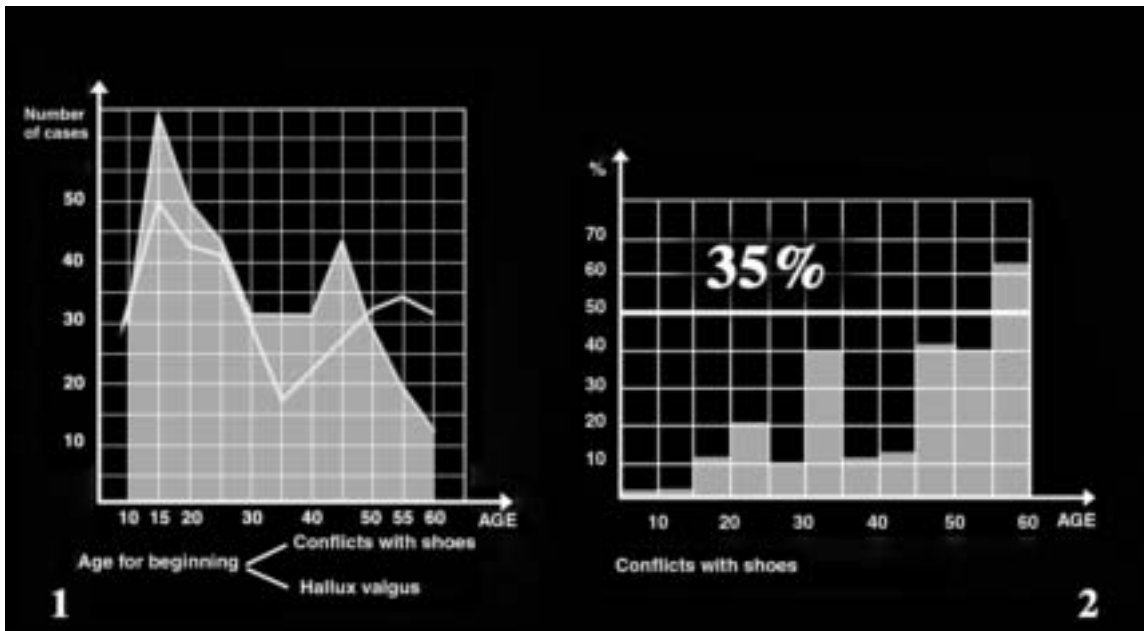 Number
of cases
50
40
30
20
10
10 15 20 30 40 50 55 60 AGE
Age for beginning
Conflicts with shoes
Hallux valgus
1
%
70
60
50
40
30
20
10
35%
10 20 30 40 50 60 AGE
Conflicts with shoes
2